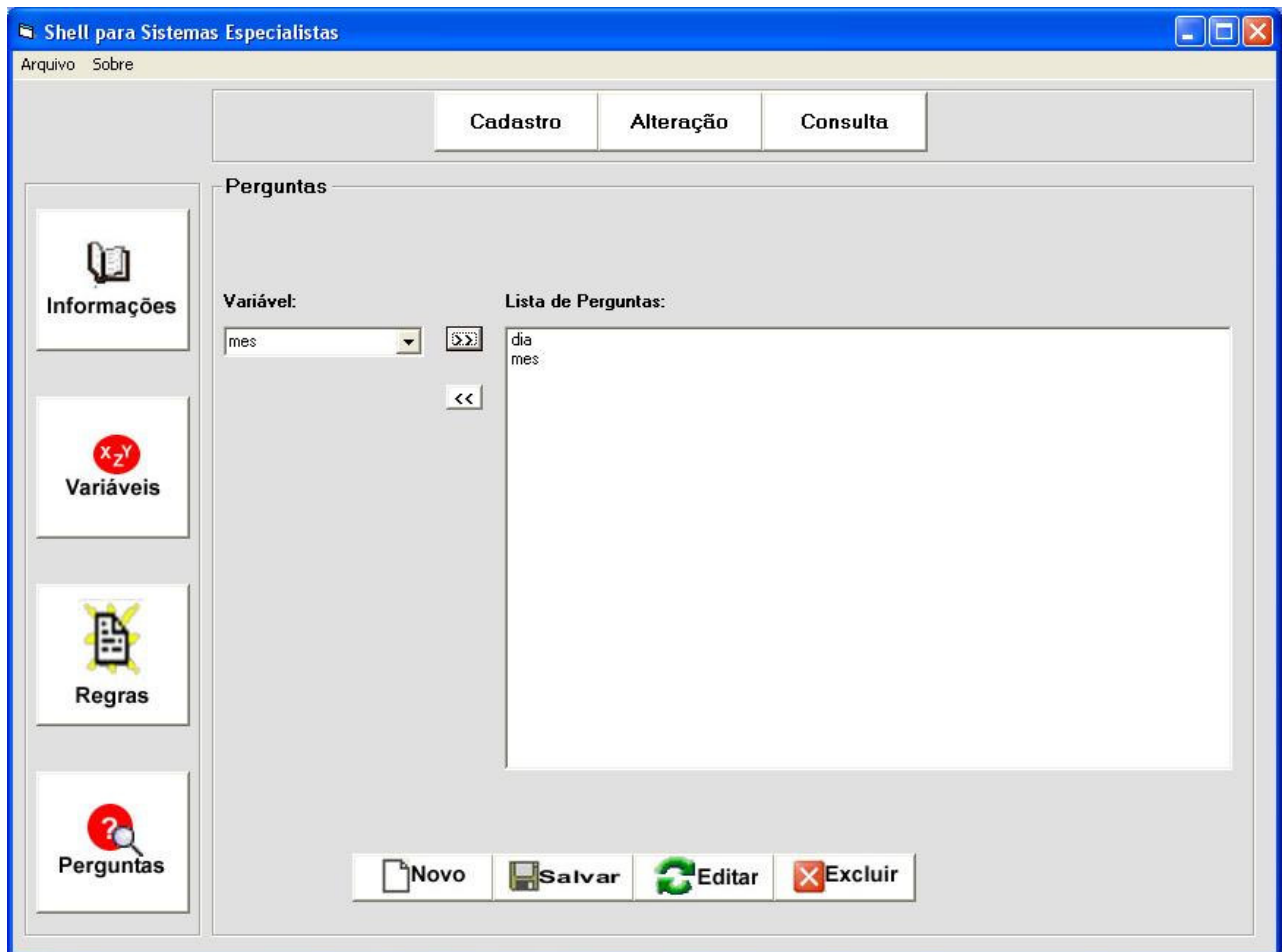 Shell para Sistemas Especialistas
Arquivo Sobre
Cadastro Alteração Consulta
Informações
X Z Y
Variáveis
Regras
?
Perguntas
Perguntas
Variável:
mes
>>
<<
Lista de Perguntas:
dia
mes
Novo Salvar Editar Excluir